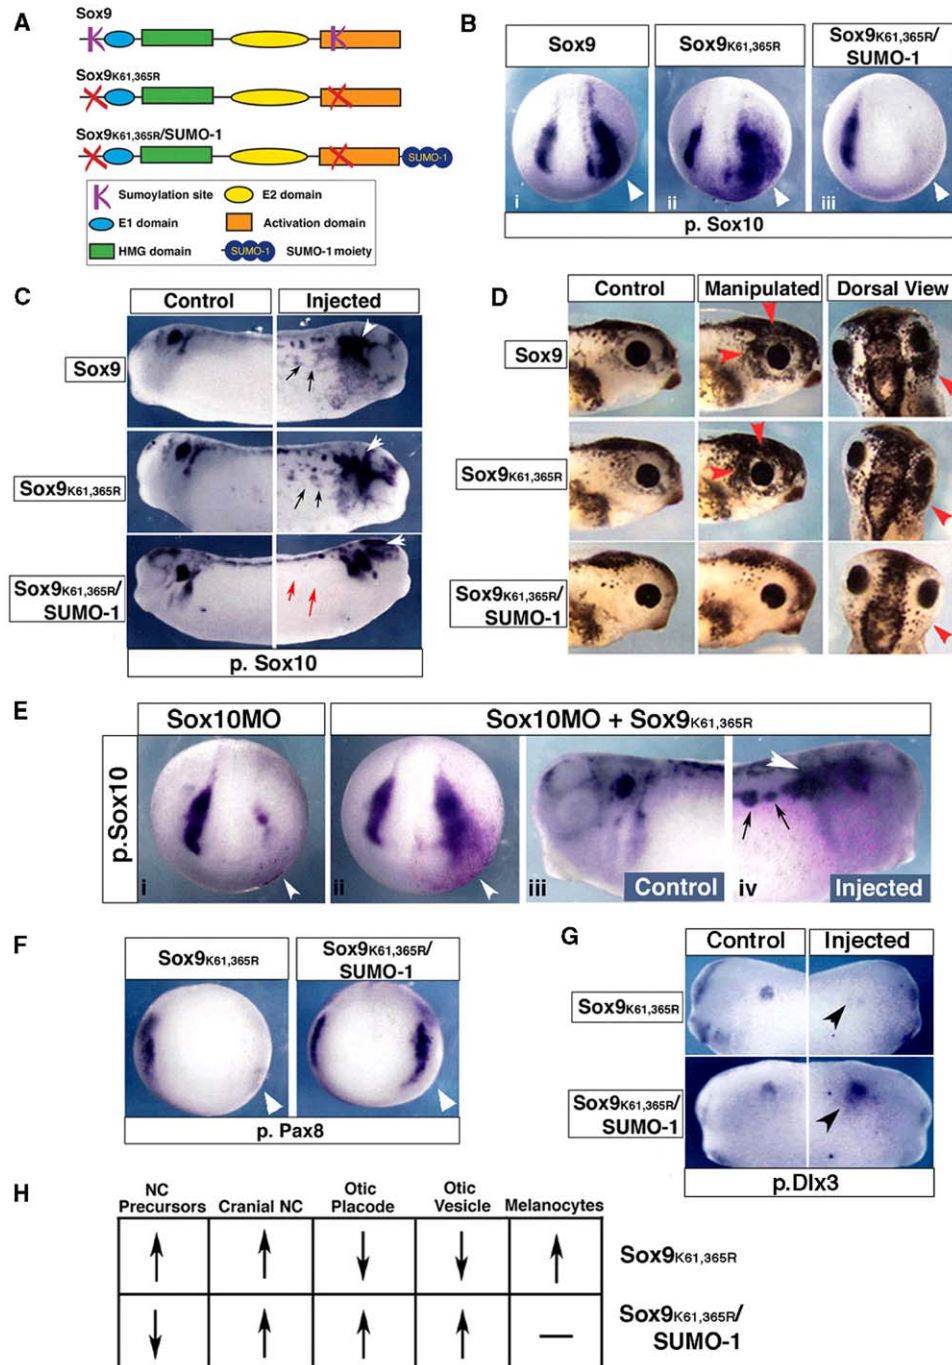 A
Sox9
K
K
Sox9K61,365R
Sox9K61,365R/SUMO-1
SUMO-1
K Sumoylation site
E2 domain
E1 domain
Activation domain
HMG domain
SUMO-1 SUMO-1 moiety
B
Sox9
Sox9K61,365R
Sox9K61,365R/
SUMO-1
i
ii
iii
p. Sox10
C
Control
Injected
Sox9
Sox9K61,365R
Sox9K61,365R/
SUMO-1
p. Sox10
D
Control
Manipulated
Dorsal View
Sox9
Sox9K61,365R
Sox9K61,365R/
SUMO-1
E
Sox10MO
Sox10MO + Sox9K61,365R
p.Sox10
i
ii
iii
Control
iv
Injected
F
Sox9K61,365R
Sox9K61,365R/
SUMO-1
p. Pax8
G
Control
Injected
Sox9K61,365R
Sox9K61,365R/
SUMO-1
p.Dlx3
H
NC
Precursors
Cranial NC
Otic
Placode
Otic
Vesicle
Melanocytes
Sox9K61,365R
Sox9K61,365R/
SUMO-1